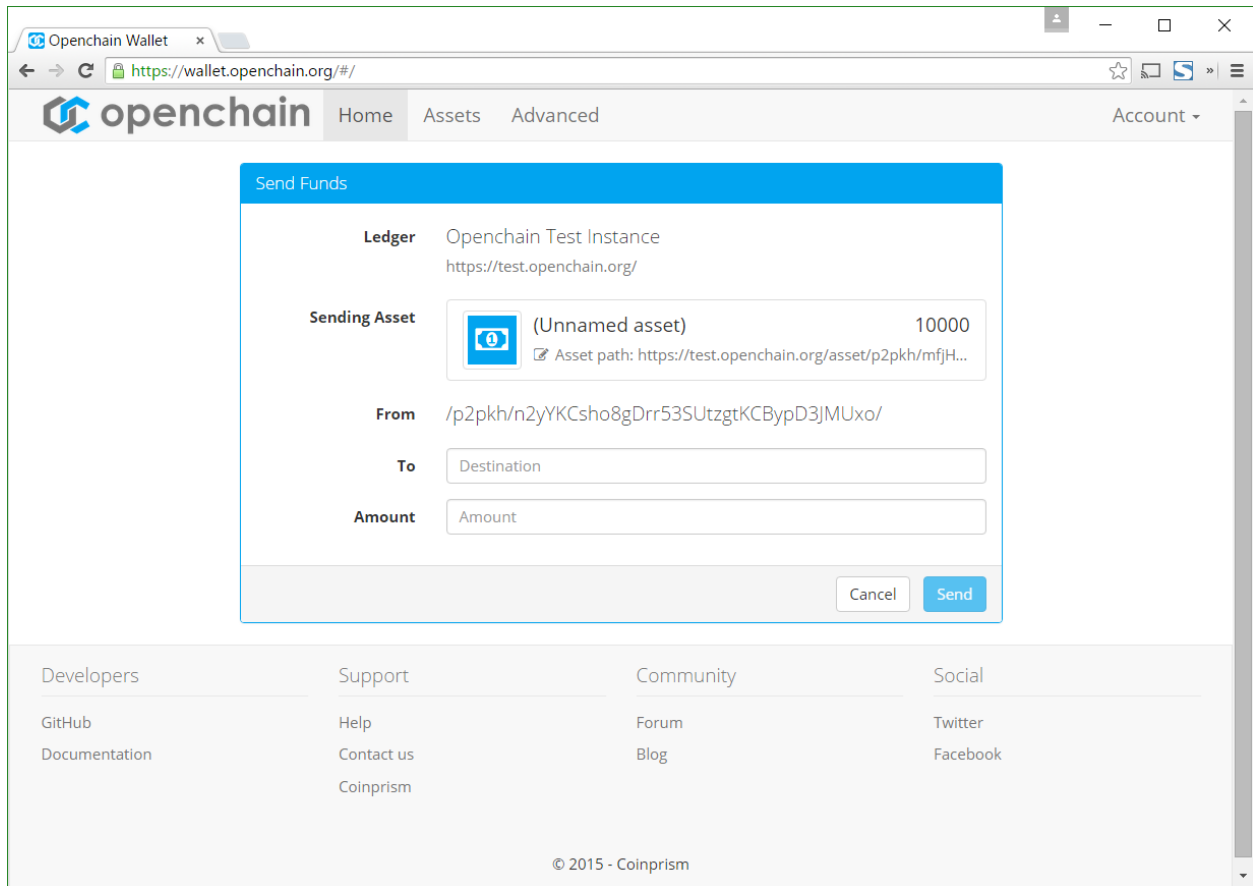 Openchain Wallet
https://wallet.openchain.org/#/
openchain Home Assets Advanced Account
Send Funds
Ledger Openchain Test Instance
https://test.openchain.org/
Sending Asset (Unnamed asset) 10000
Asset path: https://test.openchain.org/asset/p2pkh/mfjH...
From /p2pkh/n2yYKCsho8gDrr53SUtzgtKCBypD3JMUxo/
To Destination
Amount Amount
Cancel Send
Developers Support Community Social
GitHub Help Forum Twitter
Documentation Contact us Blog Facebook
Coinprism
© 2015 - Coinprism